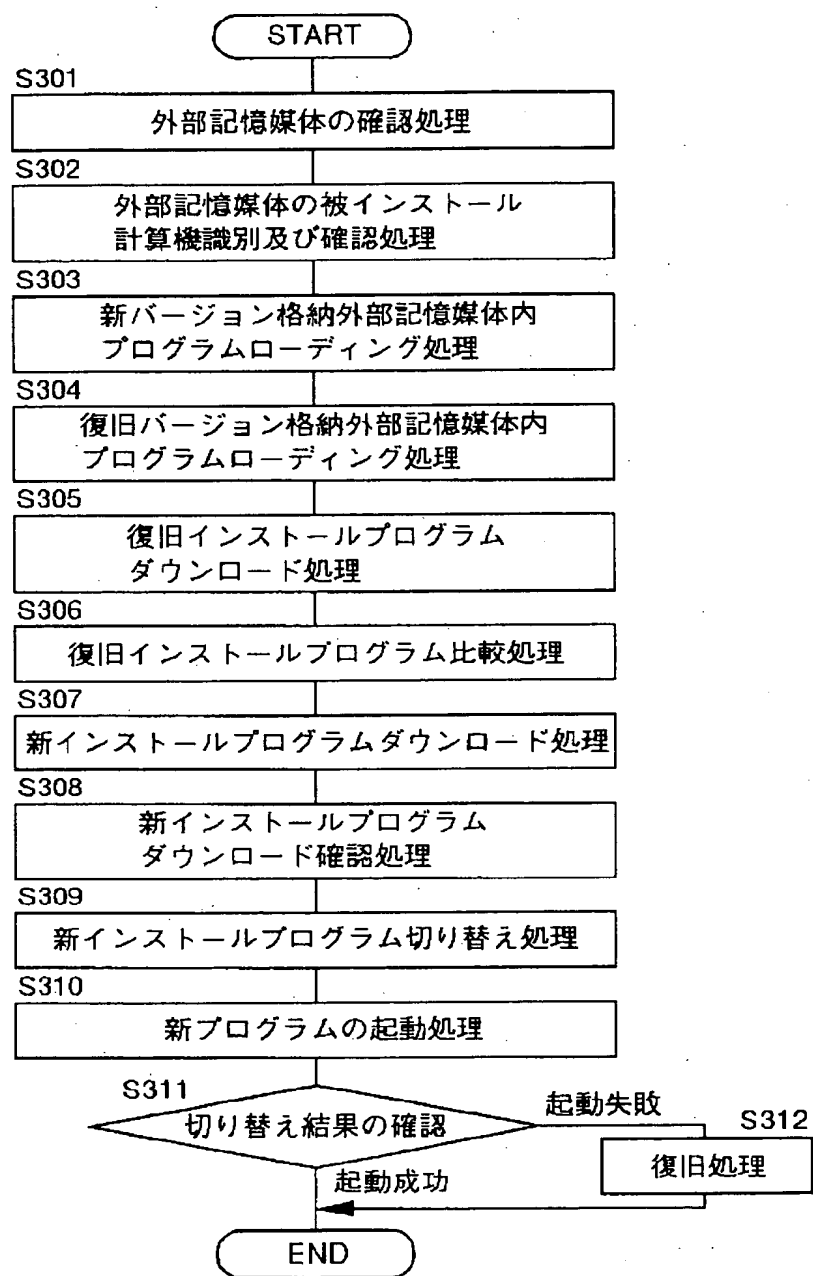 START
S301
外部記憶媒体の確認処理
S302
外部記憶媒体の被インストール
計算機識別及び確認処理
S303
新バージョン格納外部記憶媒体内
プログラムローディング処理
S304
復旧バージョン格納外部記憶媒体内
プログラムローディング処理
S305
復旧インストールプログラム
ダウンロード処理
S306
復旧インストールプログラム比較処理
S307
新インストールプログラムダウンロード処理
S308
新インストールプログラム
ダウンロード確認処理
S309
新インストールプログラム切り替え処理
S310
新プログラムの起動処理
S311
切り替え結果の確認
起動失敗
S312
復旧処理
起動成功
END